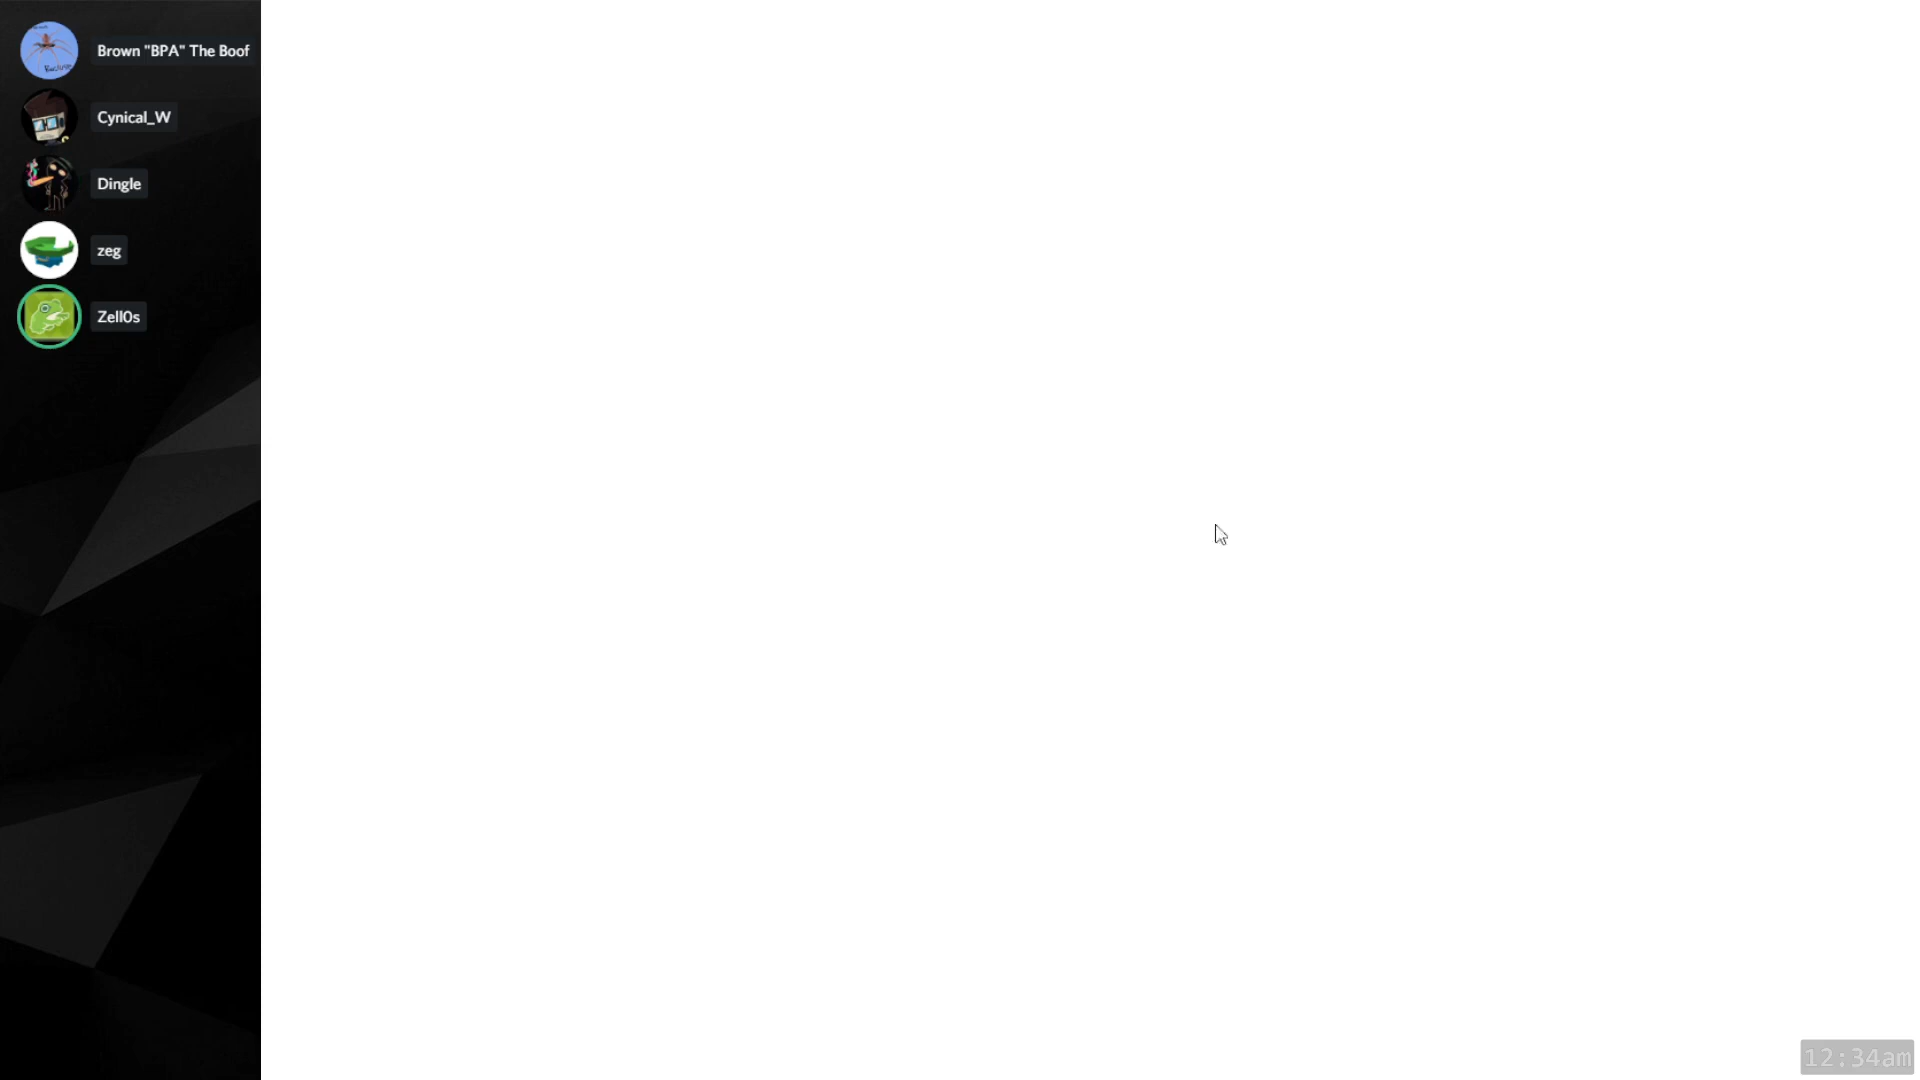 Brown "BPA" The Boof
Cynical_W
Dingle
zeg
Zell0s
12:34am